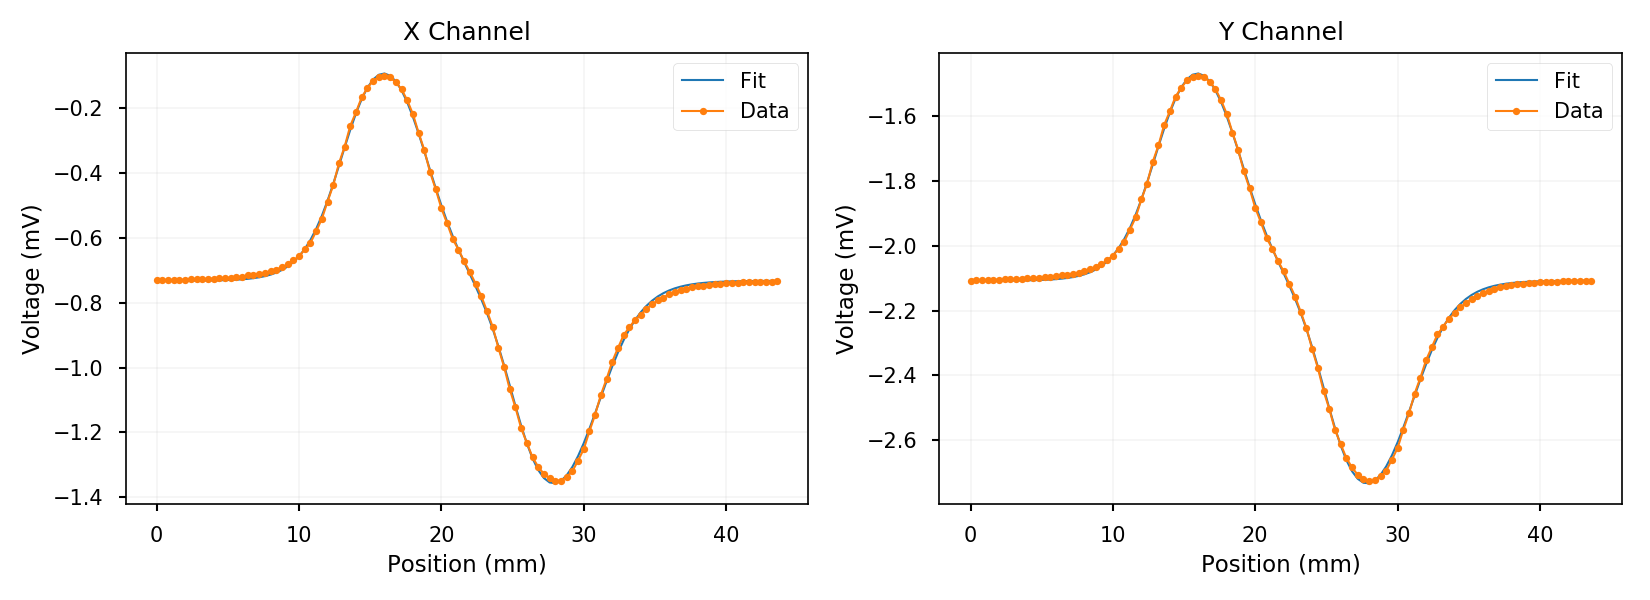 X Channel
Voltage (mV)
−0.2
−0.4
−0.6
−0.8
−1.0
−1.2
−1.4
Fit
Data
0
10
20
30
40
Position (mm)
Y Channel
Voltage (mV)
−1.6
−1.8
−2.0
−2.2
−2.4
−2.6
Fit
Data
0
10
20
30
40
Position (mm)